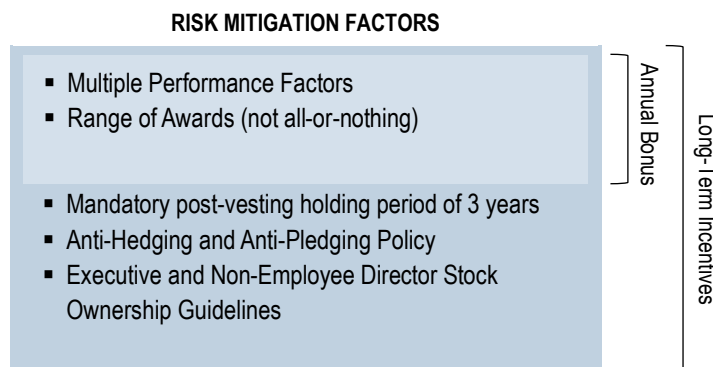 RISK MITIGATION FACTORS
▪ Multiple Performance Factors
▪ Range of Awards (not all-or-nothing)
▪ Mandatory post-vesting holding period of 3 years
▪ Anti-Hedging and Anti-Pledging Policy
▪ Executive and Non-Employee Director Stock
Ownership Guidelines
Annual Bonus
Long-Term Incentives